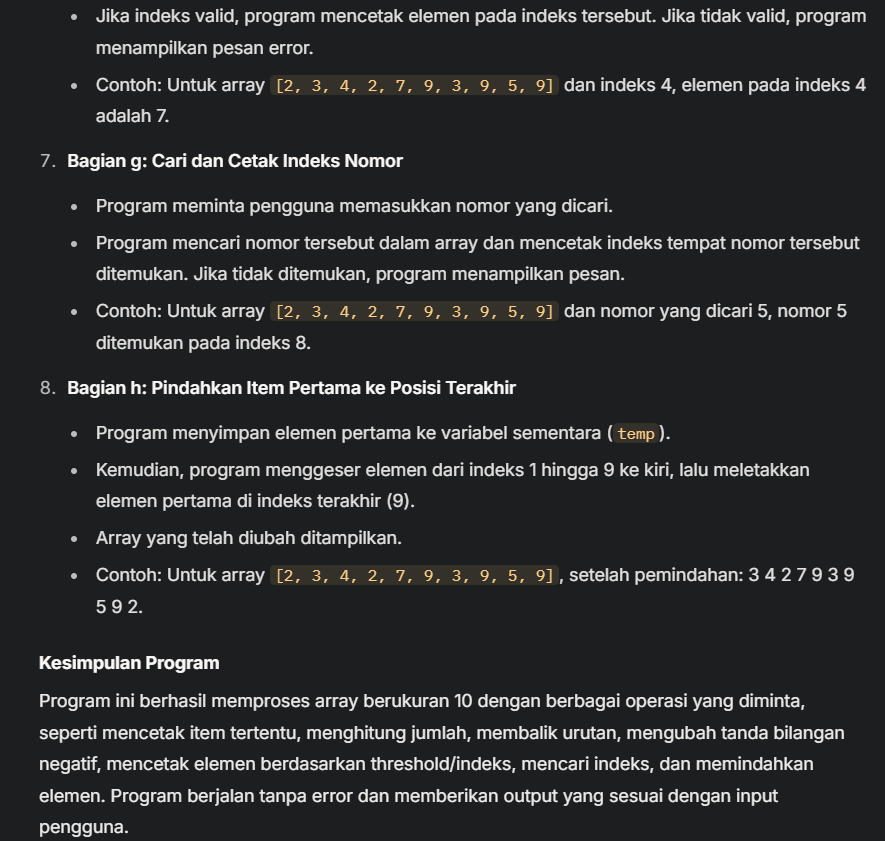 • Jika indeks valid, program mencetak elemen pada indeks tersebut. Jika tidak valid, program
menampilkan pesan error.
• Contoh: Untuk array [2, 3, 4, 2, 7, 9, 3, 9, 5, 9] dan indeks 4, elemen pada indeks 4
adalah 7.
7. Bagian g: Cari dan Cetak Indeks Nomor
• Program meminta pengguna memasukkan nomor yang dicari.
• Program mencari nomor tersebut dalam array dan mencetak indeks tempat nomor tersebut
ditemukan. Jika tidak ditemukan, program menampilkan pesan.
• Contoh: Untuk array [2, 3, 4, 2, 7, 9, 3, 9, 5, 9] dan nomor yang dicari 5, nomor 5
ditemukan pada indeks 8.
8. Bagian h: Pindahkan Item Pertama ke Posisi Terakhir
• Program menyimpan elemen pertama ke variabel sementara (temp).
• Kemudian, program menggeser elemen dari indeks 1 hingga 9 ke kiri, lalu meletakkan
elemen pertama di indeks terakhir (9).
• Array yang telah diubah ditampilkan.
• Contoh: Untuk array [2, 3, 4, 2, 7, 9, 3, 9, 5, 9], setelah pemindahan: 3 4 2 7 9 3 9
5 9 2.
Kesimpulan Program
Program ini berhasil memproses array berukuran 10 dengan berbagai operasi yang diminta,
seperti mencetak item tertentu, menghitung jumlah, membalik urutan, mengubah tanda bilangan
negatif, mencetak elemen berdasarkan threshold/indeks, mencari indeks, dan memindahkan
elemen. Program berjalan tanpa error dan memberikan output yang sesuai dengan input
pengguna.